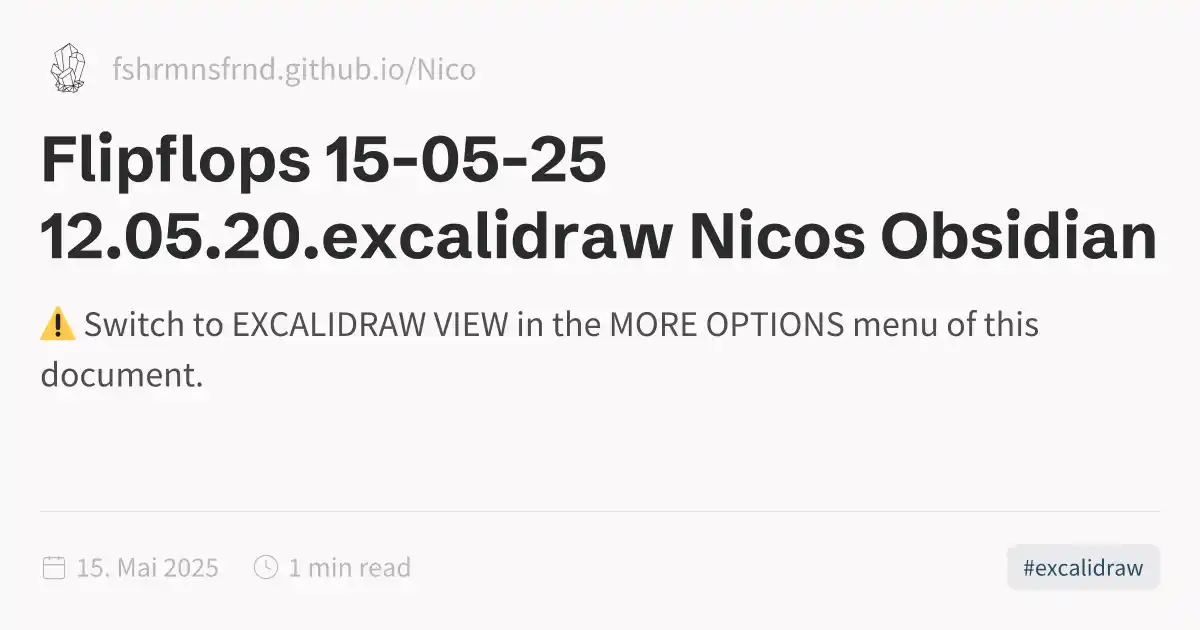 fshrmnsfrnd.github.io/Nico
Flipflops 15-05-25
12.05.20.excalidraw Nicos Obsidian
⚠️ Switch to EXCALIDRAW VIEW in the MORE OPTIONS menu of this
document.
15. Mai 2025
1 min read
#excalidraw